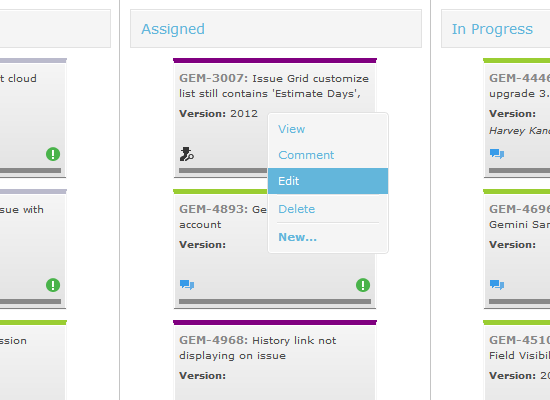 Assigned
In Progress
t cloud
sue with
ssion
GEM-3007: Issue Grid customize
list still contains 'Estimate Days',
Version: 2012
GEM-4893: Ge
account
Version:
GEM-4968: History link not
displaying on issue
Version:
View
Comment
Edit
Delete
New...
GEM-4446
upgrade 3.
Version:
Harvey Kand
GEM-4696
Gemini Sar
Version:
GEM-4510
Field Visibil
Version: 20